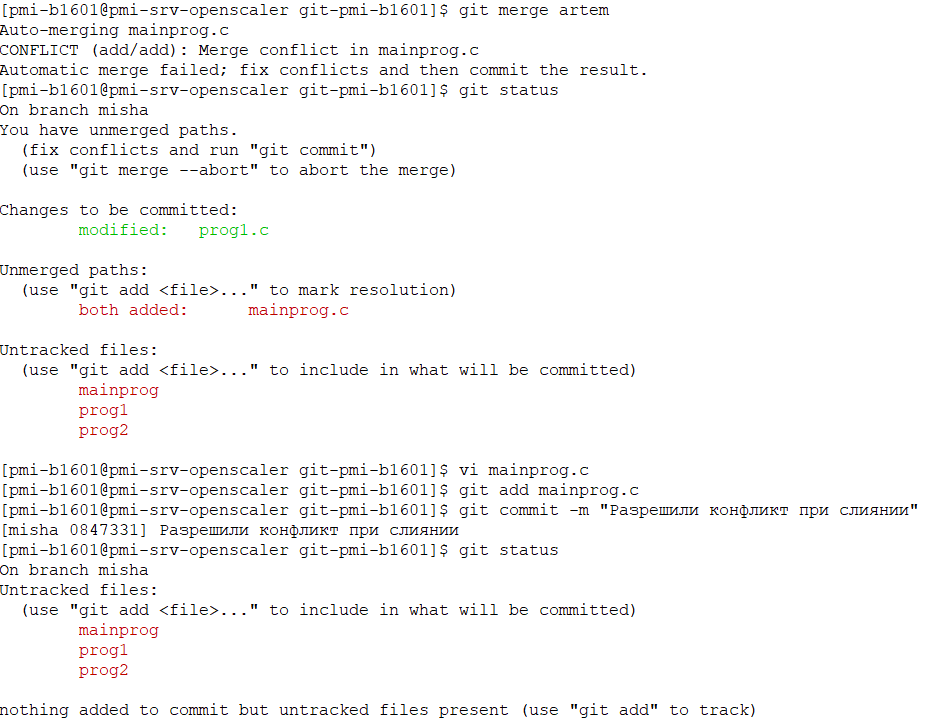 [pmi-b1601@pmi-srv-openscaler git-pmi-b1601]$ git merge artem
Auto-merging mainprog.c
CONFLICT (add/add): Merge conflict in mainprog.c
Automatic merge failed; fix conflicts and then commit the result.
[pmi-b1601@pmi-srv-openscaler git-pmi-b1601]$ git status
On branch misha
You have unmerged paths.
  (fix conflicts and run "git commit")
  (use "git merge --abort" to abort the merge)
Changes to be committed:
        modified:   prog1.c
Unmerged paths:
  (use "git add <file>..." to mark resolution)
        both added:      mainprog.c
Untracked files:
  (use "git add <file>..." to include in what will be committed)
        mainprog
        prog1
        prog2
[pmi-b1601@pmi-srv-openscaler git-pmi-b1601]$ vi mainprog.c
[pmi-b1601@pmi-srv-openscaler git-pmi-b1601]$ git add mainprog.c
[pmi-b1601@pmi-srv-openscaler git-pmi-b1601]$ git commit -m "Разрешили конфликт при слиянии"
[misha 0847331] Разрешили конфликт при слиянии
[pmi-b1601@pmi-srv-openscaler git-pmi-b1601]$ git status
On branch misha
Untracked files:
  (use "git add <file>..." to include in what will be committed)
        mainprog
        prog1
        prog2
nothing added to commit but untracked files present (use "git add" to track)